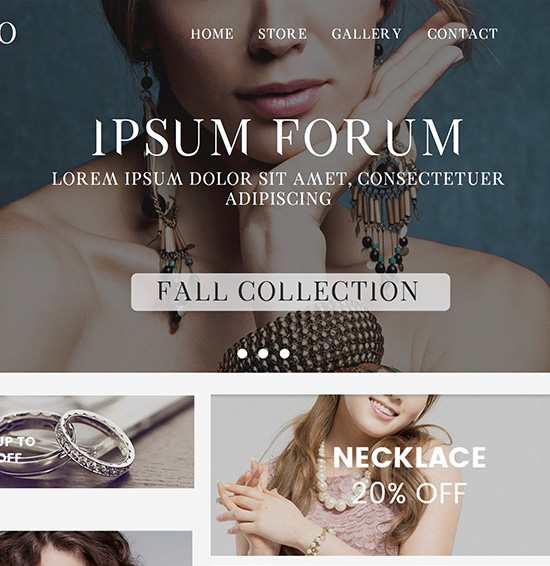 O
HOME STORE GALLERY CONTACT
IPSUM FORUM
LOREM IPSUM DOLOR SIT AMET, CONSECTETUER
ADIPISCING
FALL COLLECTION
UP TO
OFF
NECKLACE
20% OFF